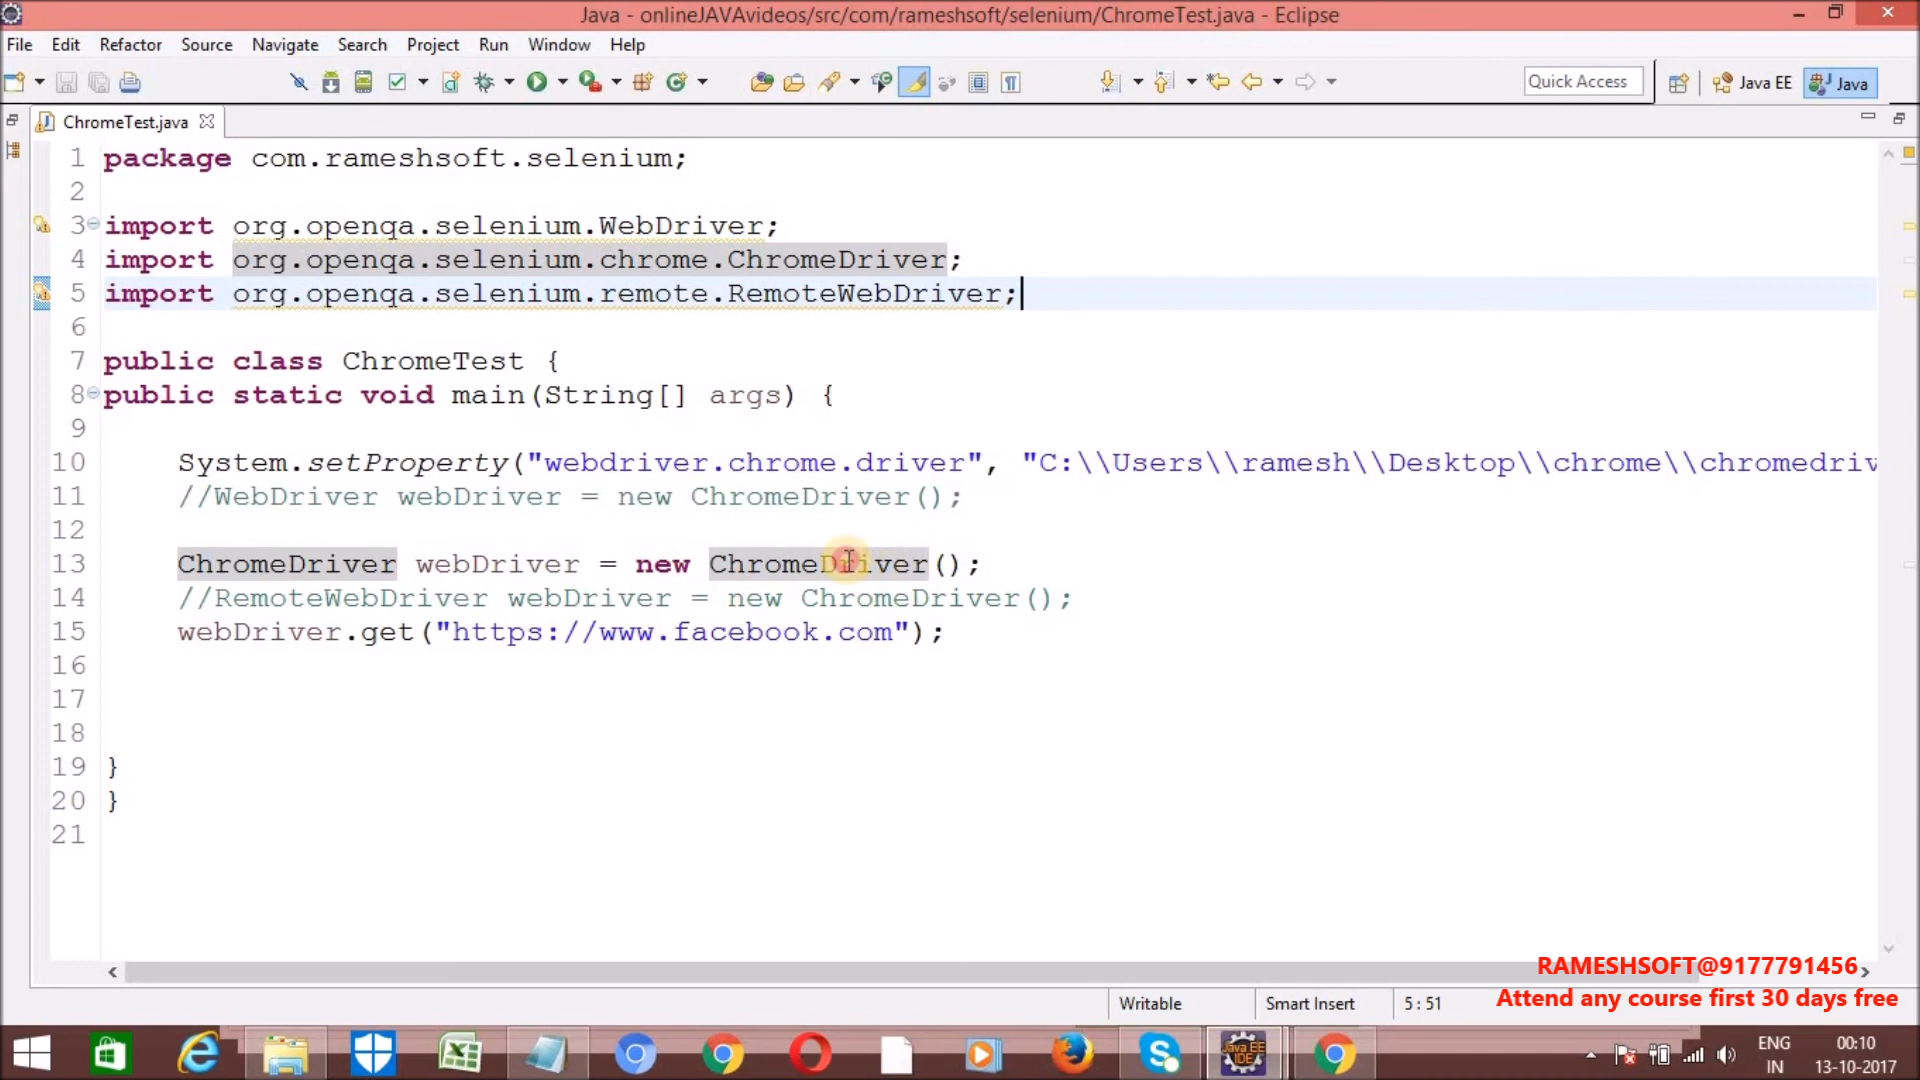 Java - onlineJAVAvideos/src/com/rameshsoft/selenium/ChromeTest.java - Eclipse
File Edit Refactor Source Navigate Search Project Run Window Help
Quick Access Java EE Java
ChromeTest.java
1 package com.rameshsoft.selenium;
2
3 import org.openqa.selenium.WebDriver;
4 import org.openqa.selenium.chrome.ChromeDriver;
5 import org.openqa.selenium.remote.RemoteWebDriver;
6
7 public class ChromeTest {
8 public static void main(String[] args) {
9
10 System.setProperty("webdriver.chrome.driver", "C:\\Users\\ramesh\\Desktop\\chrome\\chromedriv
11 //WebDriver webDriver = new ChromeDriver();
12
13 ChromeDriver webDriver = new ChromeDriver();
14 //RemoteWebDriver webDriver = new ChromeDriver();
15 webDriver.get("https://www.facebook.com");
16
17
18
19 }
20 }
21
RAMESHSOFT@9177791456
Writable Smart Insert 5 : 51
Attend any course first 30 days free
Java EE IDE
ENG 00:10
IN 13-10-2017